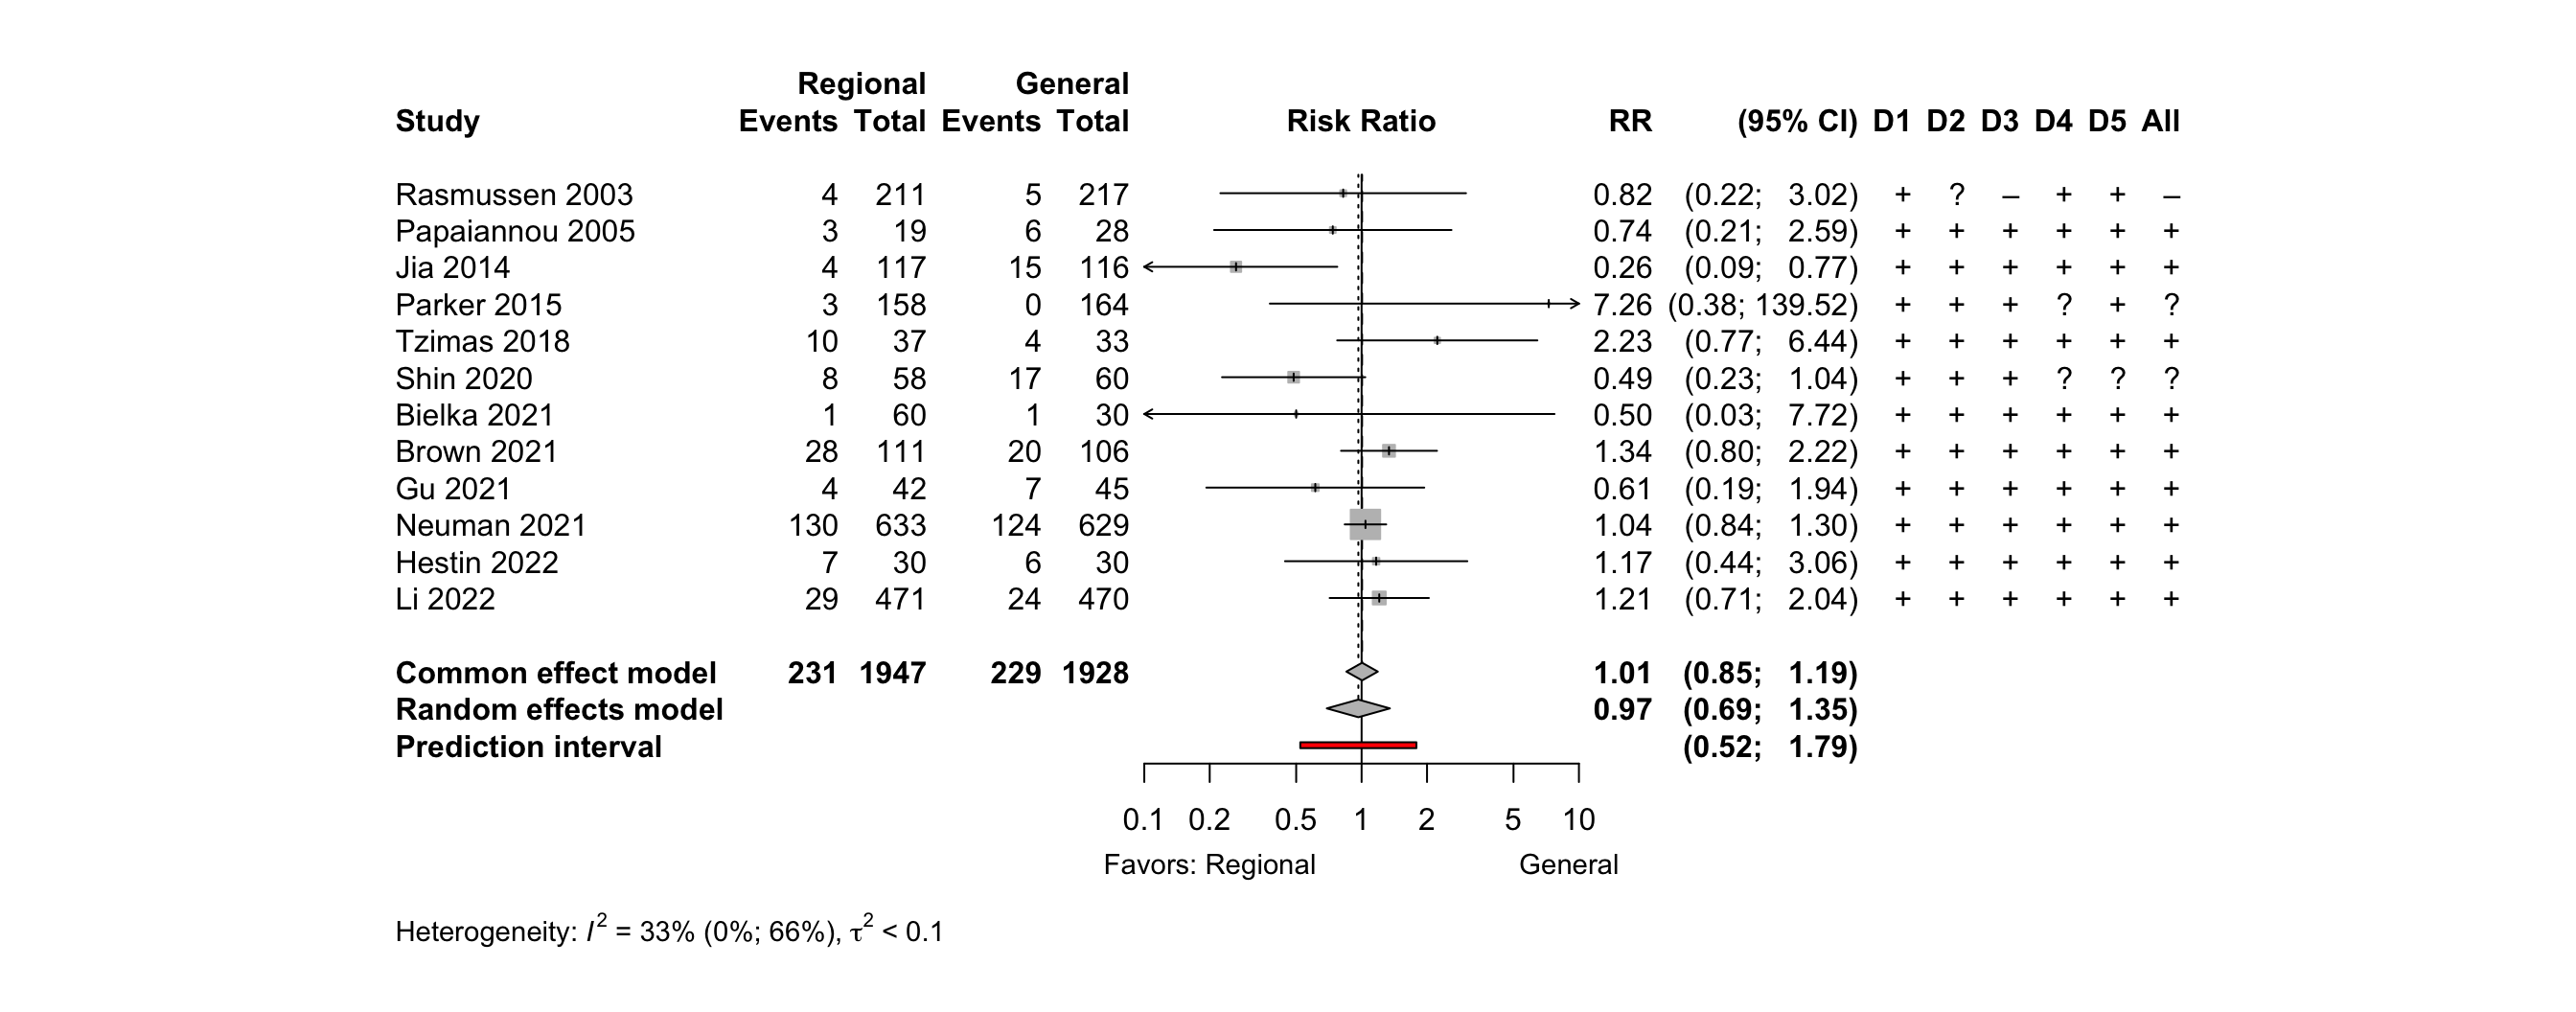 Regional General
Study Events Total Events Total Risk Ratio RR (95% CI) D1 D2 D3 D4 D5 All
Rasmussen 2003 4 211 5 217 0.82 (0.22; 3.02) + ? – + + –
Papaiannou 2005 3 19 6 28 0.74 (0.21; 2.59) + + + + + +
Jia 2014 4 117 15 116 0.26 (0.09; 0.77) + + + + + +
Parker 2015 3 158 0 164 7.26 (0.38; 139.52) + + + ? + ?
Tzimas 2018 10 37 4 33 2.23 (0.77; 6.44) + + + + + +
Shin 2020 8 58 17 60 0.49 (0.23; 1.04) + + + ? ? ?
Bielka 2021 1 60 1 30 0.50 (0.03; 7.72) + + + + + +
Brown 2021 28 111 20 106 1.34 (0.80; 2.22) + + + + + +
Gu 2021 4 42 7 45 0.61 (0.19; 1.94) + + + + + +
Neuman 2021 130 633 124 629 1.04 (0.84; 1.30) + + + + + +
Hestin 2022 7 30 6 30 1.17 (0.44; 3.06) + + + + + +
Li 2022 29 471 24 470 1.21 (0.71; 2.04) + + + + + +
Common effect model 231 1947 229 1928 1.01 (0.85; 1.19)
Random effects model 0.97 (0.69; 1.35)
Prediction interval (0.52; 1.79)
0.1 0.2 0.5 1 2 5 10
Favors: Regional General
Heterogeneity: I² = 33% (0%; 66%), τ² < 0.1